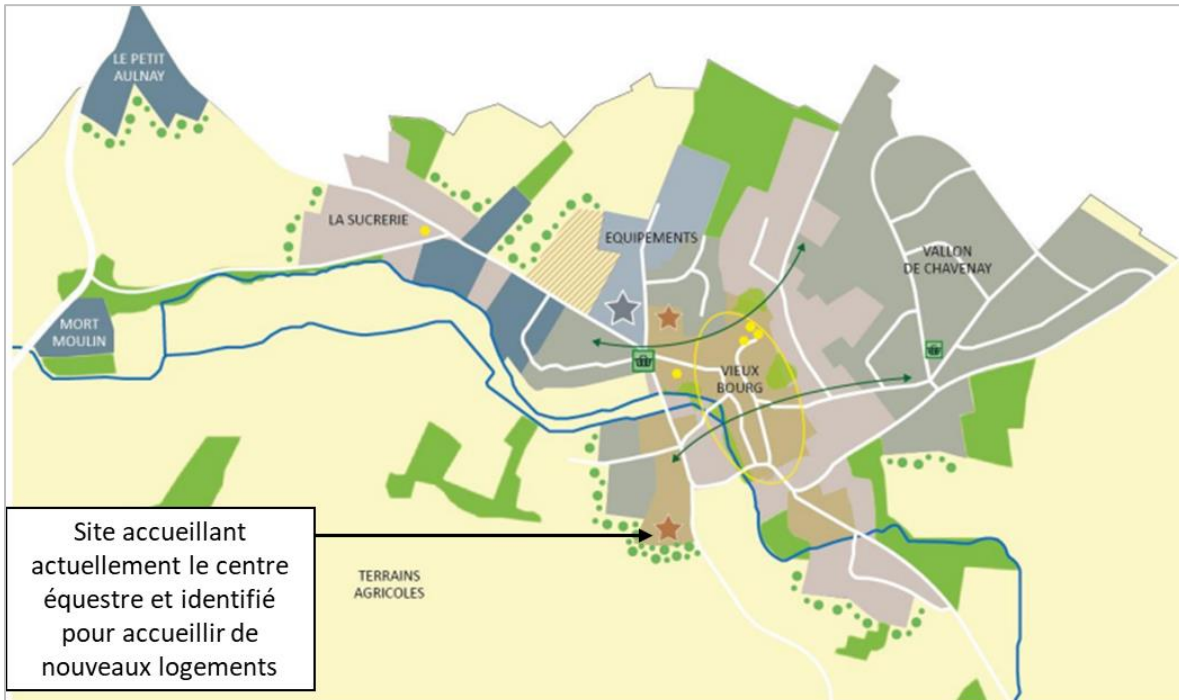 LE PETIT
AULNAY
LA SUCRERIE
EQUIPEMENTS
VALLON
DE CHAVENAY
MORT
MOULIN
VIEUX
BOURG
Site accueillant
actuellement le centre
équestre et identifié
pour accueillir de
nouveaux logements
TERRAINS
AGRICOLES